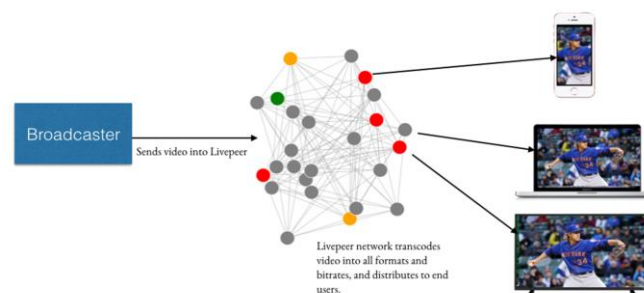 Broadcaster
Sends video into Livepeer
Livepeer network transcodes
video into all formats and
bitrates, and distributes to end
users.